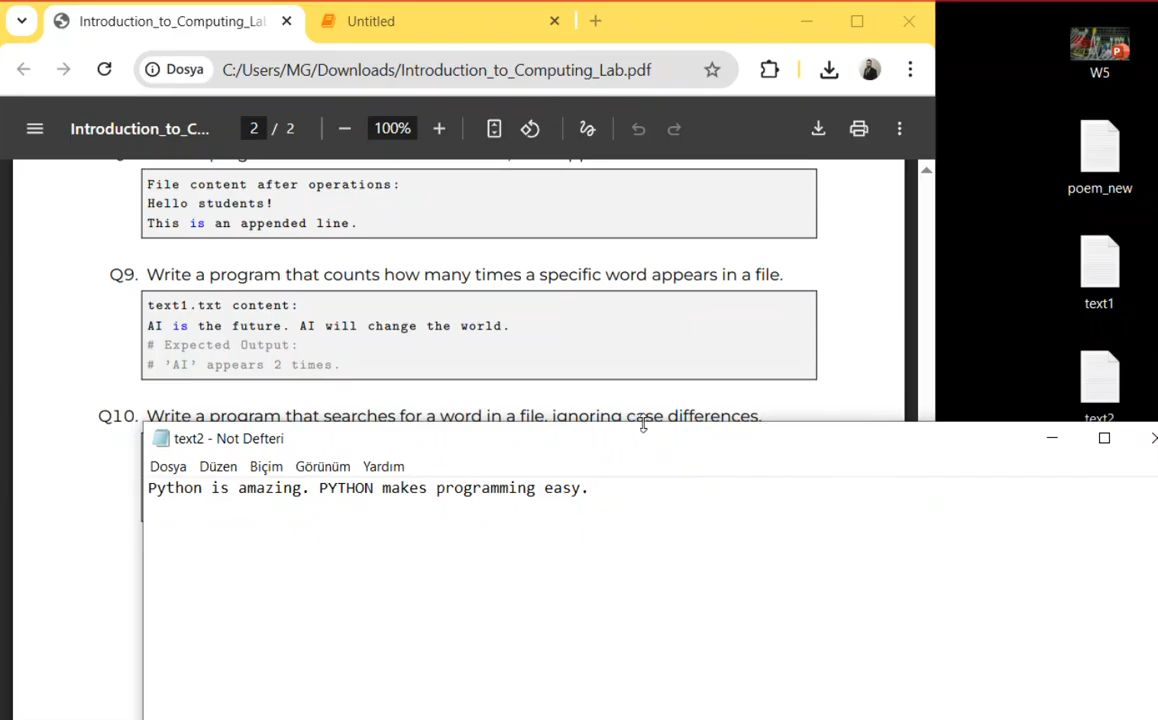 Introduction_to_Computing_La
Untitled
Dosya
C:/Users/MG/Downloads/Introduction_to_Computing_Lab.pdf
Introduction_to_C...
2 / 2
100%
File content after operations:
Hello students!
This is an appended line.
Q9. Write a program that counts how many times a specific word appears in a file.
text1.txt content:
AI is the future. AI will change the world.
# Expected Output:
# 'AI' appears 2 times.
Q10. Write a program that searches for a word in a file, ignoring case differences.
text2 - Not Defteri
Dosya Düzen Biçim Görünüm Yardım
Python is amazing. PYTHON makes programming easy.
W5
poem_new
text1
text2